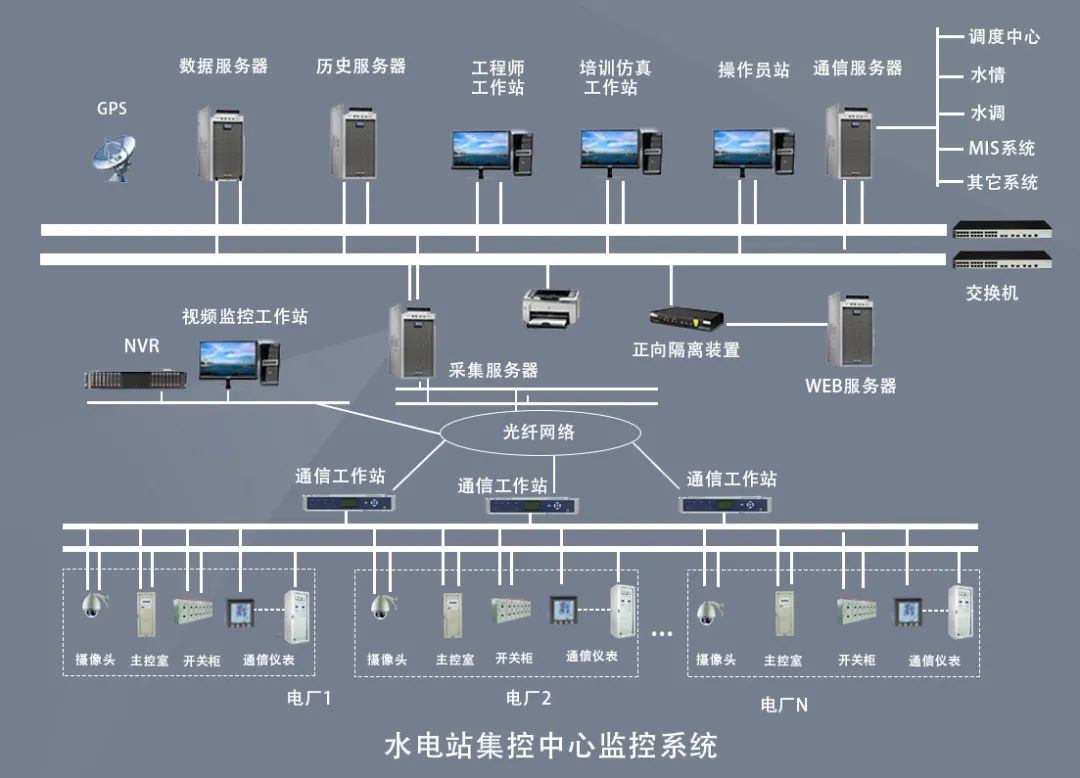 数据服务器
历史服务器
工程师
工作站
培训仿真
工作站
操作员站
通信服务器
调度中心
水情
水调
MIS系统
其它系统
GPS
交换机
视频监控工作站
NVR
采集服务器
正向隔离装置
WEB服务器
光纤网络
通信工作站
通信工作站
通信工作站
摄像头
主控室
开关柜
通信仪表
摄像头
主控室
开关柜
通信仪表
...
摄像头
主控室
开关柜
通信仪表
电厂1
电厂2
电厂N
水电站集控中心监控系统